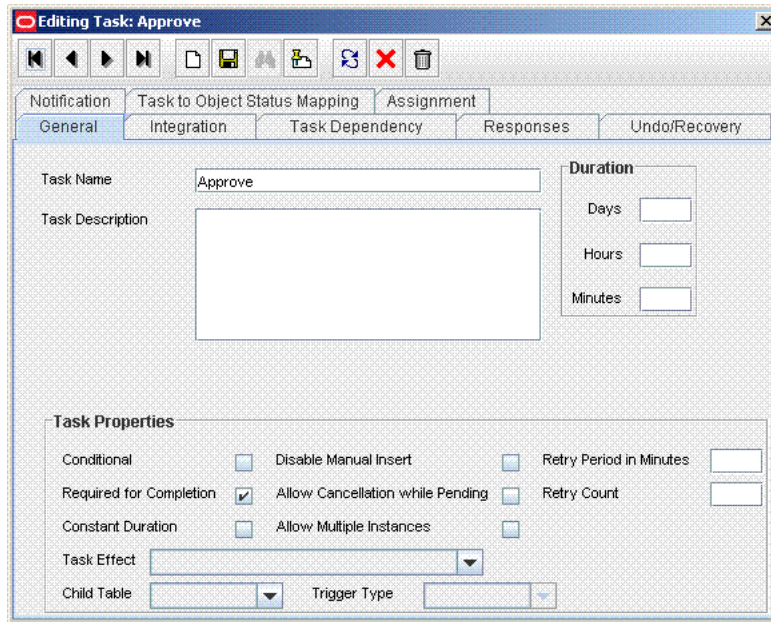 Editing Task: Approve
Notification Task to Object Status Mapping Assignment
General Integration Task Dependency Responses Undo/Recovery
Task Name Approve
Duration
Days
Task Description
Hours
Minutes
Task Properties
Conditional Disable Manual Insert Retry Period in Minutes
Required for Completion Allow Cancellation while Pending Retry Count
Constant Duration Allow Multiple Instances
Task Effect
Child Table Trigger Type